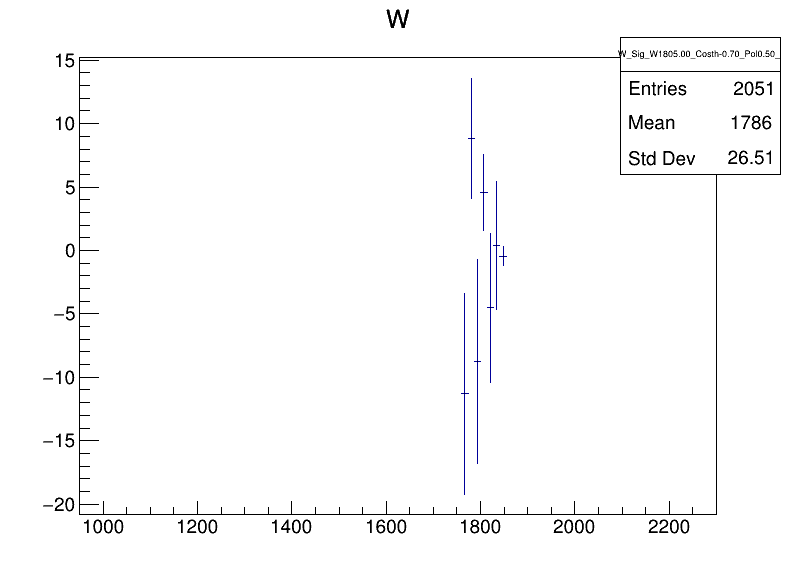 W
W_Sig_W1805.00_Costh-0.70_Pol0.50_
Entries 2051
Mean 1786
Std Dev 26.51
15
10
5
0
−5
−10
−15
−20
1000 1200 1400 1600 1800 2000 2200